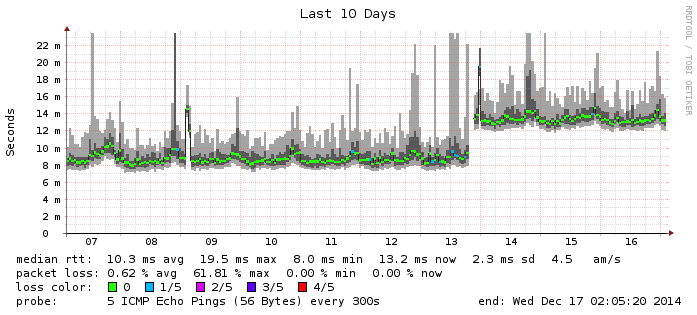 Last 10 Days
RRDTOOL / TOBI OETIKER
Seconds
22 m
20 m
18 m
16 m
14 m
12 m
10 m
8 m
6 m
4 m
2 m
0
07 08 09 10 11 12 13 14 15 16
median rtt: 10.3 ms avg 19.5 ms max 8.0 ms min 13.2 ms now 2.3 ms sd 4.5 am/s
packet loss: 0.62 % avg 61.81 % max 0.00 % min 0.00 % now
loss color: 0 1/5 2/5 3/5 4/5
probe: 5 ICMP Echo Pings (56 Bytes) every 300s end: Wed Dec 17 02:05:20 2014